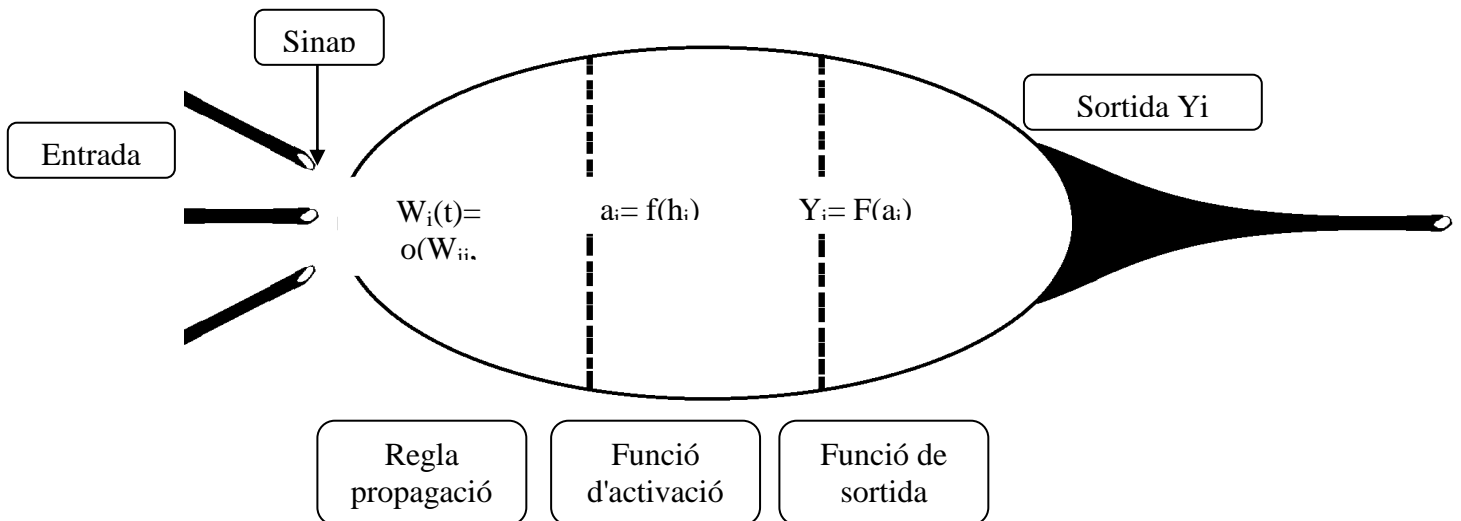 Sinap
Entrada
Sortida Yi
Wᵢ(t)=
aᵢ= f(hᵢ)
Yᵢ= F(aᵢ)
Regla
propagació
Funció
d'activació
Funció de
sortida